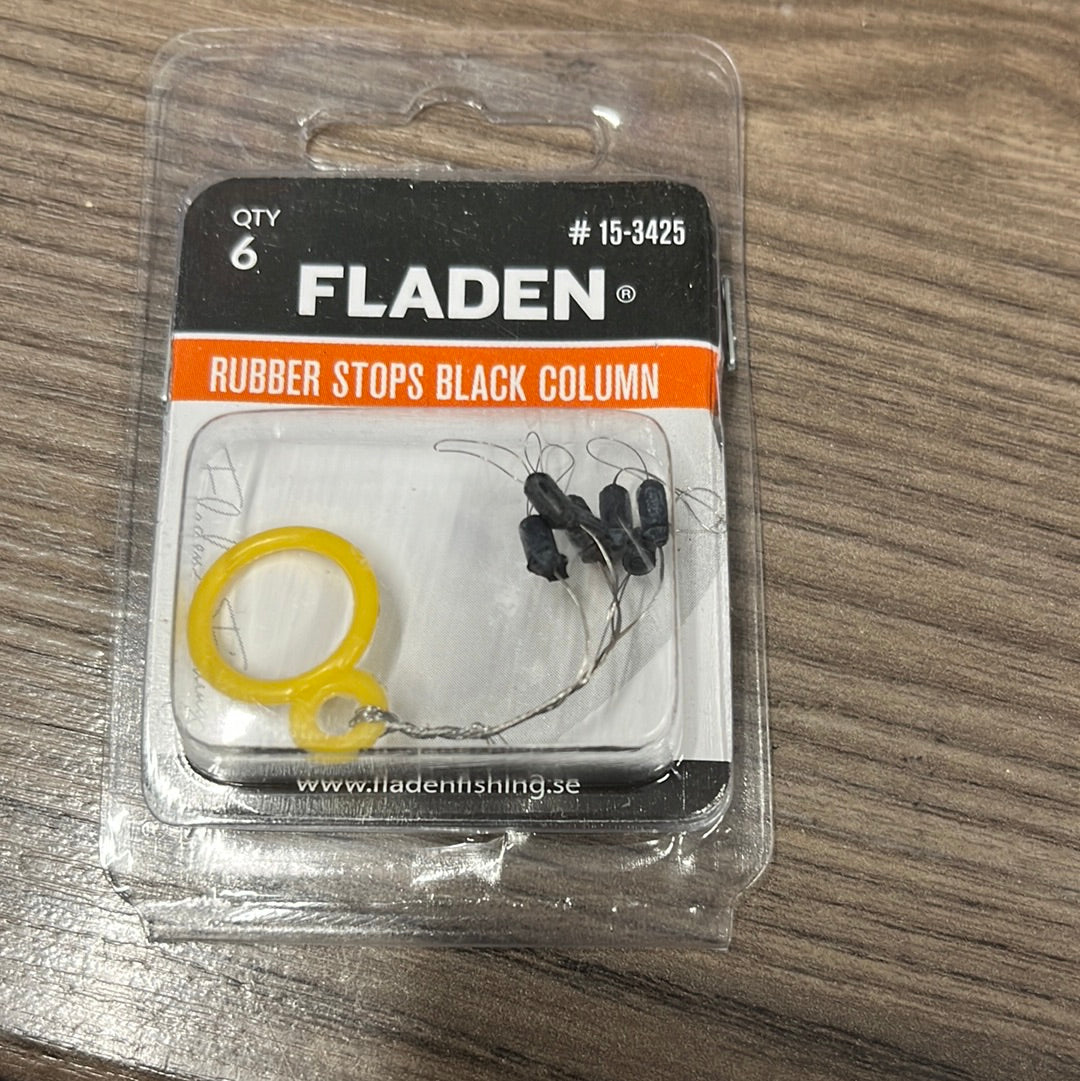 QTY
6
# 15-3425
FLADEN®
RUBBER STOPS BLACK COLUMN
www.fladenfishing.se